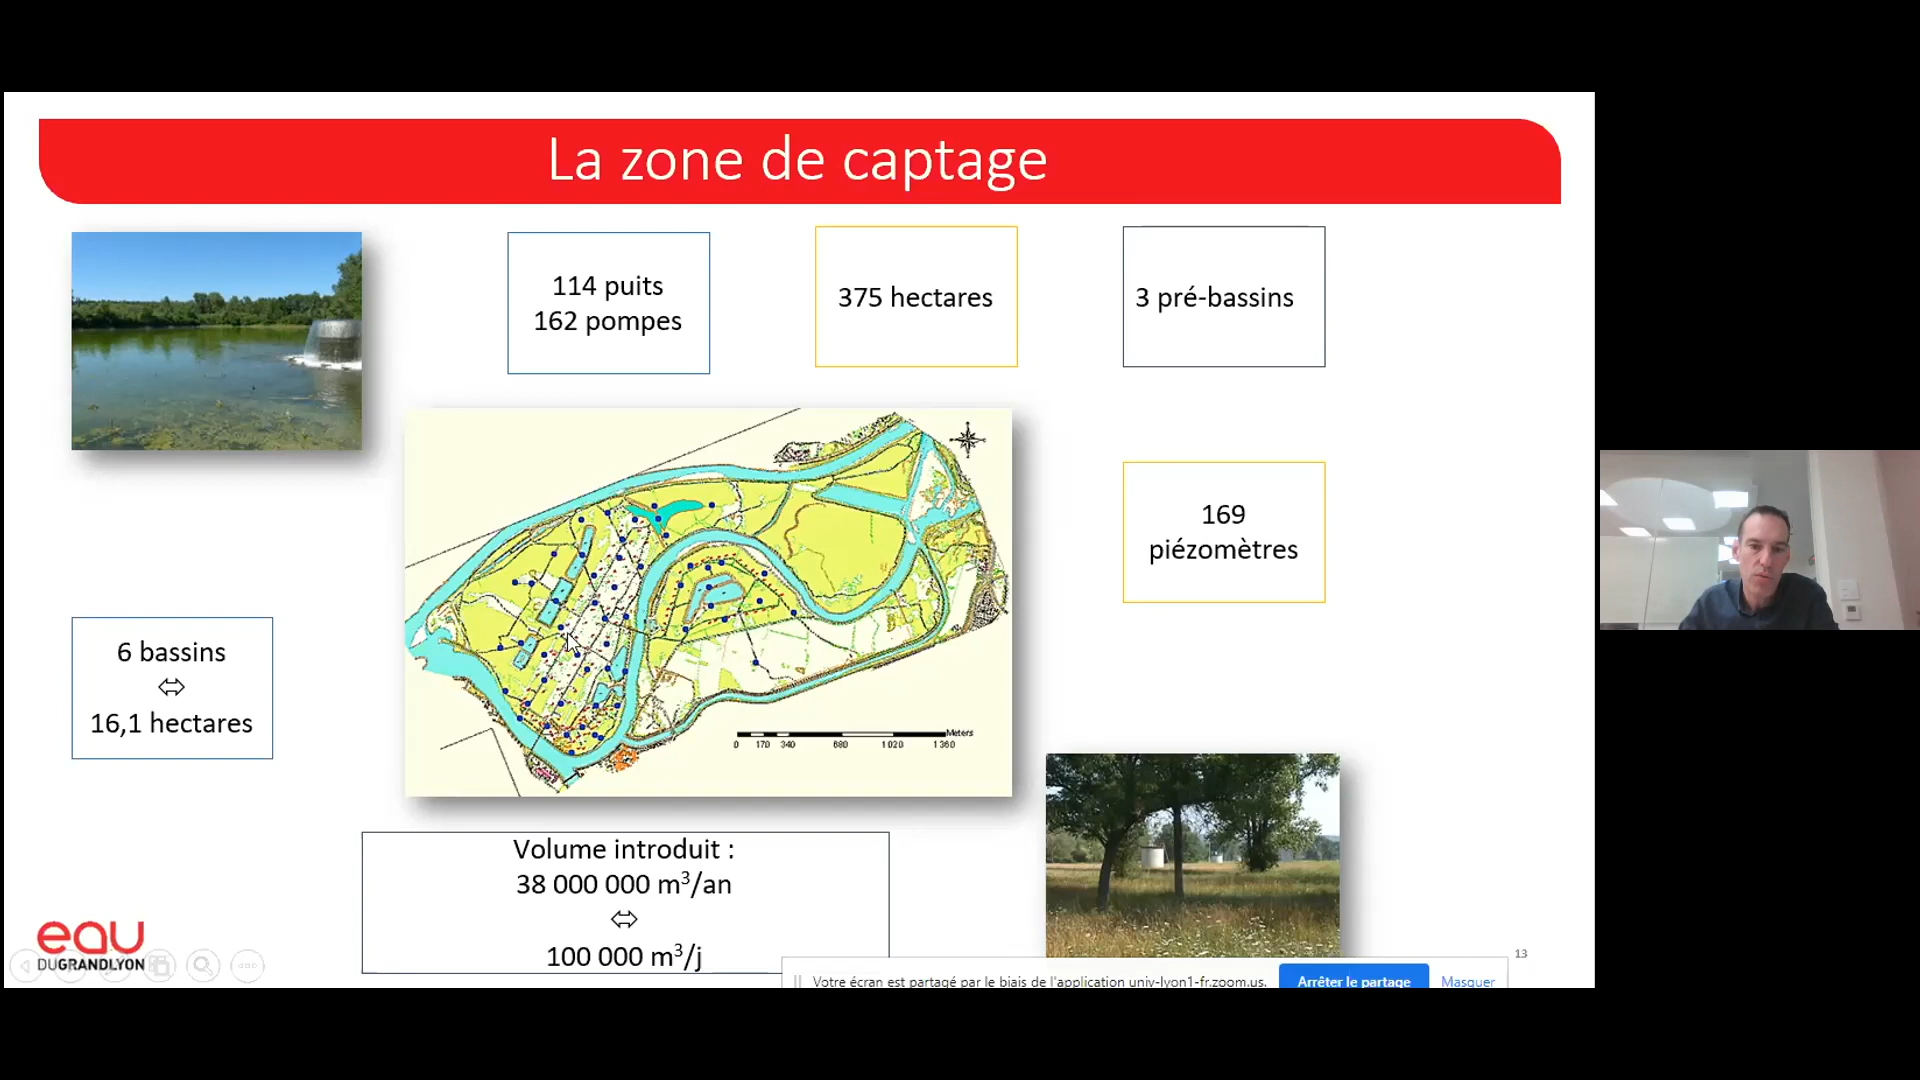 La zone de captage
114 puits
162 pompes
375 hectares
3 pré-bassins
169
piézomètres
6 bassins
⇔
16,1 hectares
Meters
0 170 340 680 1 020 1 360
Volume introduit :
38 000 000 m³/an
⇔
100 000 m³/j
eau
DUGRANDLYON
13
Votre écran est partagé par le biais de l'application univ-lyon1-fr.zoom.us.
Arrêter le partage
Masquer